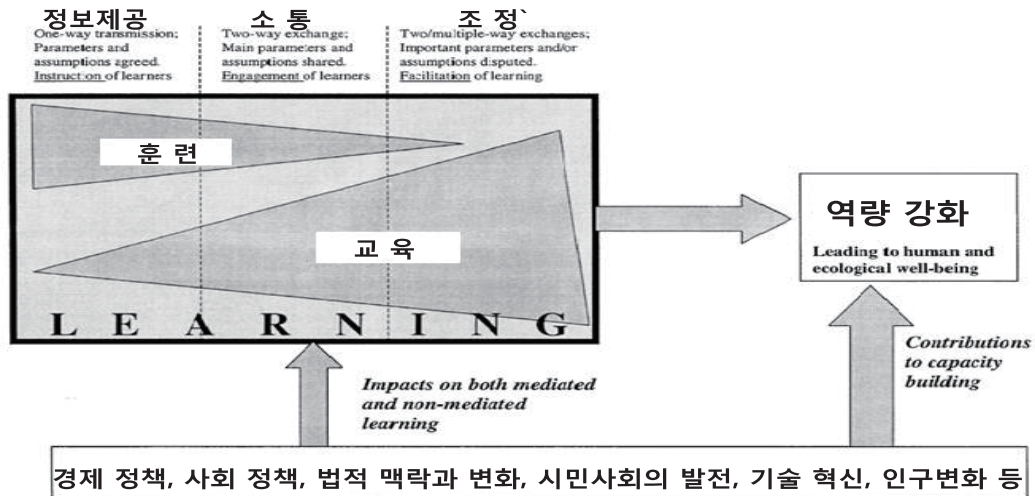 정보제공
One-way transmission;
Parameters and
assumptions agreed.
Instruction of learners
소 통
Two-way exchange;
Main parameters and
assumptions shared.
Engagement of learners
조 정`
Two/multiple-way exchanges;
Important parameters and/or
assumptions disputed.
Facilitation of learning
훈 련
교 육
L E A R N I N G
역량 강화
Leading to human and
ecological well-being
Impacts on both mediated
and non-mediated
learning
Contributions
to capacity
building
경제 정책, 사회 정책, 법적 맥락과 변화, 시민사회의 발전, 기술 혁신, 인구변화 등